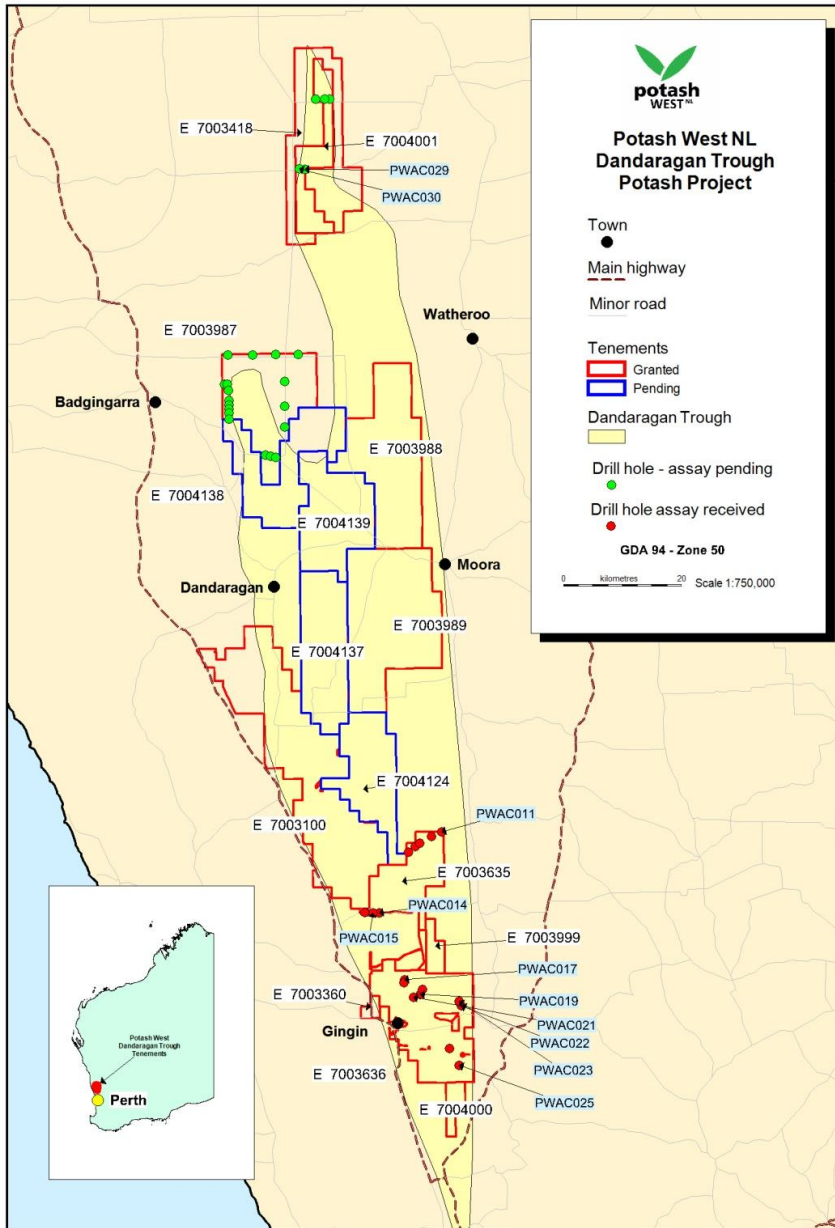 potash
WEST NL
Potash West NL
Dandaragan Trough
Potash Project
Town
Main highway
Minor road
Tenements
Granted
Pending
Dandaragan Trough
Drill hole - assay pending
Drill hole assay received
GDA 94 - Zone 50
0 kilometres 20 Scale 1:750,000
E 7003418
E 7004001
PWAC029
PWAC030
Watheroo
E 7003987
Badgingarra
E 7003988
E 7004138
E 7004139
Moora
Dandaragan
E 7003989
E 7004137
E 7004124
PWAC011
E 7003100
E 7003635
PWAC014
PWAC015
E 7003999
PWAC017
E 7003360
PWAC019
Gingin
PWAC021
PWAC022
PWAC023
E 7003636
PWAC025
E 7004000
Potash West
Dandaragan Trough
Tenements
Perth